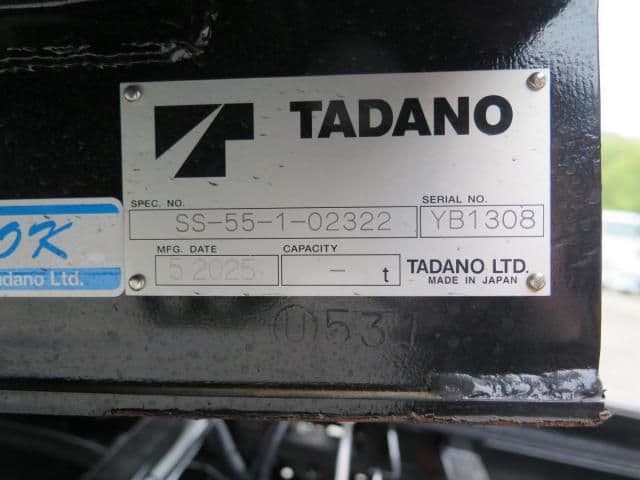 TADANO
SPEC. NO.
SERIAL NO.
SS-55-1-02322
YB1308
MFG. DATE
CAPACITY
5 2025
- t
TADANO LTD.
MADE IN JAPAN
OK
adano Ltd.
U 53